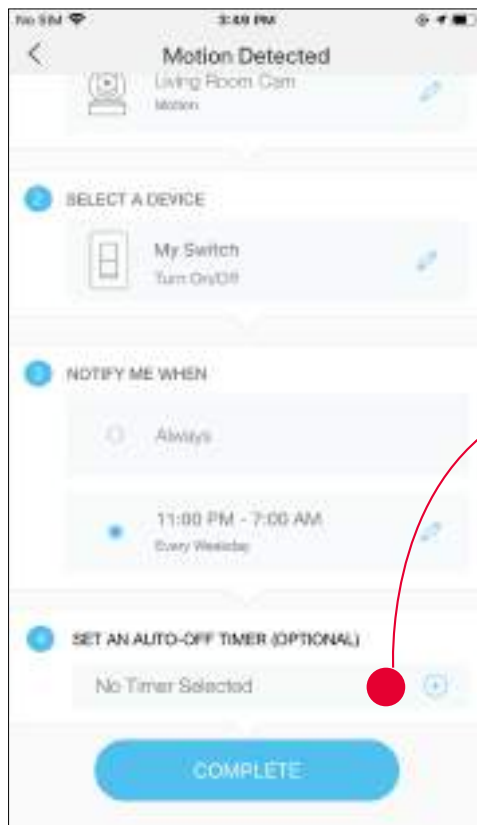 No SIM 3:49 PM
Motion Detected
Living Room Cam
Motion
2 SELECT A DEVICE
My Switch
Turn On/Off
3 NOTIFY ME WHEN
Always
11:00 PM - 7:00 AM
Every Weekday
4 SET AN AUTO-OFF TIMER (OPTIONAL)
No Timer Selected
COMPLETE